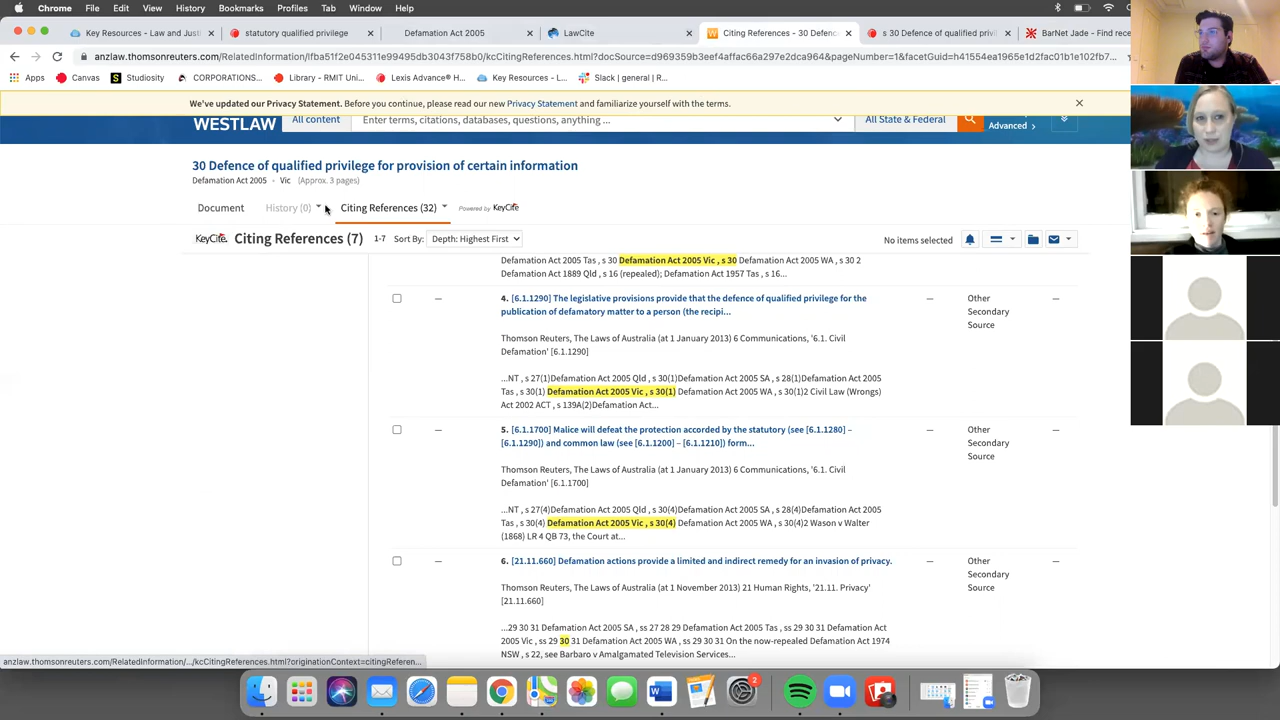 Chrome File Edit View History Bookmarks People Tab Window Help
Key Resources - Law and Just
statutory qualified privilege
Defamation Act 2005
LawCite
Citing References - 30 Defenc
s 30 Defence of qualified privi
BarNet Jade - Find rece
anzlaw.thomsonreuters.com/RelatedInformation/Ifba51f2e045311e99495db3f758b0/kcCitingReferences.html?docSource=d969359b3eef4affac66a297e2dca964&pageNumber=1&facetGuid=h41554ea1965e1d2fac01b1e102fb7...
Apps Canvas Studiosity CORPORATIONS... Library - RMIT Uni... Lexis Advance® H... Key Resources - L... Slack | general | R...
We've updated our Privacy Statement. Before you continue, please read our new Privacy Statement and familiarize yourself with the terms.
WESTLAW All content Enter terms, citations, databases, questions, anything ... All State & Federal Advanced
30 Defence of qualified privilege for provision of certain information
Defamation Act 2005 • Vic (Approx. 3 pages)
Document History (0) Citing References (32) Powered by KeyCite
KeyCite. Citing References (7) 1-7 Sort By: Depth: Highest First No items selected
Defamation Act 2005 Tas , s 30 Defamation Act 2005 Vic , s 30 Defamation Act 2005 WA , s 30 2
Defamation Act 1889 Qld , s 16 (repealed); Defamation Act 1957 Tas , s 16...
— 4. [6.1.1290] The legislative provisions provide that the defence of qualified privilege for the
publication of defamatory matter to a person (the recipi...
— Other
Secondary
Source
—
Thomson Reuters, The Laws of Australia (at 1 January 2013) 6 Communications, '6.1. Civil
Defamation' [6.1.1290]
...NT , s 27(1)Defamation Act 2005 Qld , s 30(1)Defamation Act 2005 SA , s 28(1)Defamation Act 2005
Tas , s 30(1) Defamation Act 2005 Vic , s 30(1) Defamation Act 2005 WA , s 30(1)2 Civil Law (Wrongs)
Act 2002 ACT , s 139A(2)Defamation Act...
— 5. [6.1.1700] Malice will defeat the protection accorded by the statutory (see [6.1.1280] –
[6.1.1290]) and common law (see [6.1.1200] – [6.1.1210]) form...
— Other
Secondary
Source
—
Thomson Reuters, The Laws of Australia (at 1 January 2013) 6 Communications, '6.1. Civil
Defamation' [6.1.1700]
...NT , s 27(4)Defamation Act 2005 Qld , s 30(4)Defamation Act 2005 SA , s 28(4)Defamation Act 2005
Tas , s 30(4) Defamation Act 2005 Vic , s 30(4) Defamation Act 2005 WA , s 30(4)2 Wason v Walter
(1868) LR 4 QB 73, the Court at...
— 6. [21.11.660] Defamation actions provide a limited and indirect remedy for an invasion of privacy.
— Other
Secondary
Source
—
Thomson Reuters, The Laws of Australia (at 1 November 2013) 21 Human Rights, '21.11. Privacy'
[21.11.660]
...29 30 31 Defamation Act 2005 SA , ss 27 28 29 Defamation Act 2005 Tas , ss 29 30 31 Defamation Act
2005 Vic , ss 29 30 31 Defamation Act 2005 WA , ss 29 30 31 On the now-repealed Defamation Act 1974
NSW , s 22, see Barbaro v Amalgamated Television Services...
anzlaw.thomsonreuters.com/RelatedInformation/.../kcCitingReferences.html?originationContext=citingReferen...
2